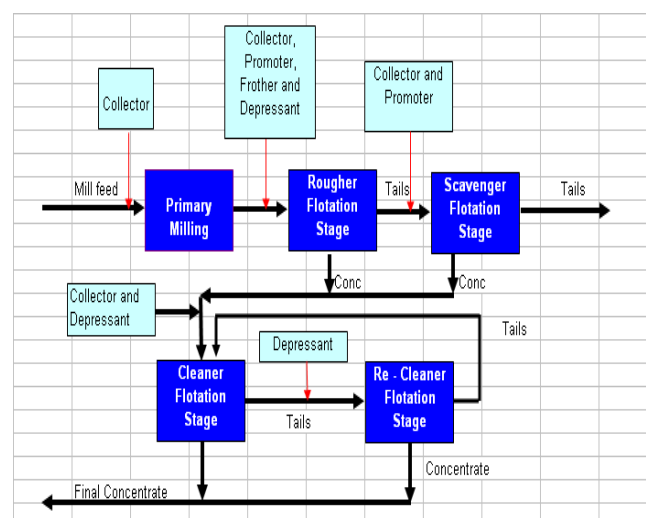 Collector
Collector,
Promoter,
Frother and
Depressant
Collector and
Promoter
Mill feed
Primary
Milling
Rougher
Flotation
Stage
Tails
Scavenger
Flotation
Stage
Tails
Conc
Conc
Collector and
Depressant
Tails
Depressant
Cleaner
Flotation
Stage
Tails
Re - Cleaner
Flotation
Stage
Concentrate
Final Concentrate